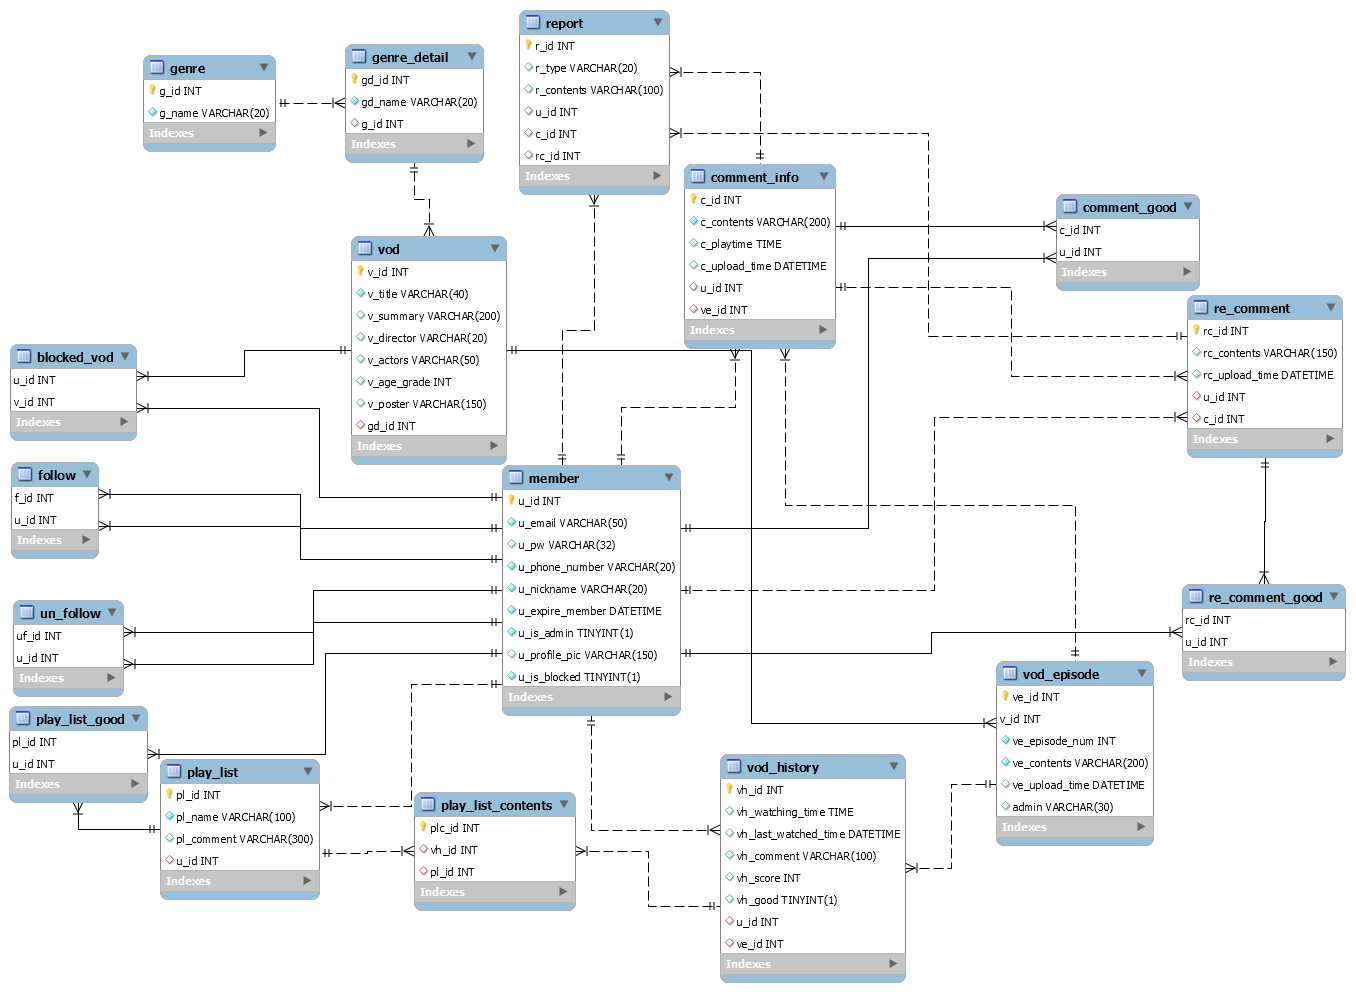 genre
g_id INT
g_name VARCHAR(20)
Indexes
genre_detail
gd_id INT
gd_name VARCHAR(20)
g_id INT
Indexes
report
r_id INT
r_type VARCHAR(20)
r_contents VARCHAR(100)
u_id INT
c_id INT
rc_id INT
Indexes
comment_info
c_id INT
c_contents VARCHAR(200)
c_playtime TIME
c_upload_time DATETIME
u_id INT
ve_id INT
Indexes
comment_good
c_id INT
u_id INT
Indexes
vod
v_id INT
v_title VARCHAR(40)
v_summary VARCHAR(200)
v_director VARCHAR(20)
v_actors VARCHAR(50)
v_age_grade INT
v_poster VARCHAR(150)
gd_id INT
Indexes
re_comment
rc_id INT
rc_contents VARCHAR(150)
rc_upload_time DATETIME
u_id INT
c_id INT
Indexes
blocked_vod
u_id INT
v_id INT
Indexes
follow
f_id INT
u_id INT
Indexes
member
u_id INT
u_email VARCHAR(50)
u_pw VARCHAR(32)
u_phone_number VARCHAR(20)
u_nickname VARCHAR(20)
u_expire_member DATETIME
u_is_admin TINYINT(1)
u_profile_pic VARCHAR(150)
u_is_blocked TINYINT(1)
Indexes
un_follow
uf_id INT
u_id INT
Indexes
re_comment_good
rc_id INT
u_id INT
Indexes
vod_episode
ve_id INT
v_id INT
ve_episode_num INT
ve_contents VARCHAR(200)
ve_upload_time DATETIME
admin VARCHAR(30)
Indexes
play_list_good
pl_id INT
u_id INT
Indexes
play_list
pl_id INT
pl_name VARCHAR(100)
pl_comment VARCHAR(300)
u_id INT
Indexes
play_list_contents
plc_id INT
vh_id INT
pl_id INT
Indexes
vod_history
vh_id INT
vh_watching_time TIME
vh_last_watched_time DATETIME
vh_comment VARCHAR(100)
vh_score INT
vh_good TINYINT(1)
u_id INT
ve_id INT
Indexes